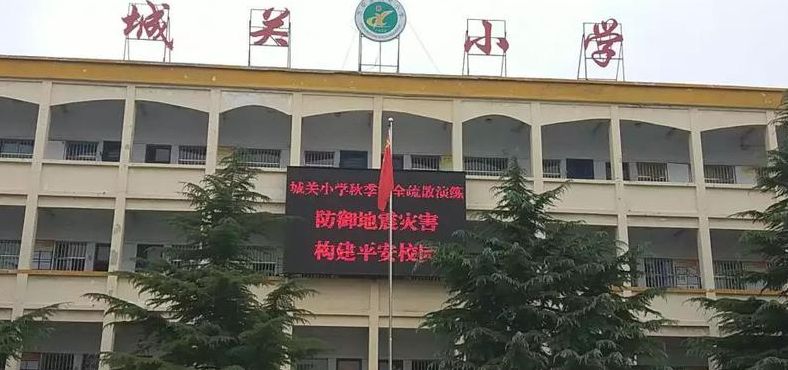 城关小学
城关小学秋季 全疏散演练
防御地震灾害
构建平安校